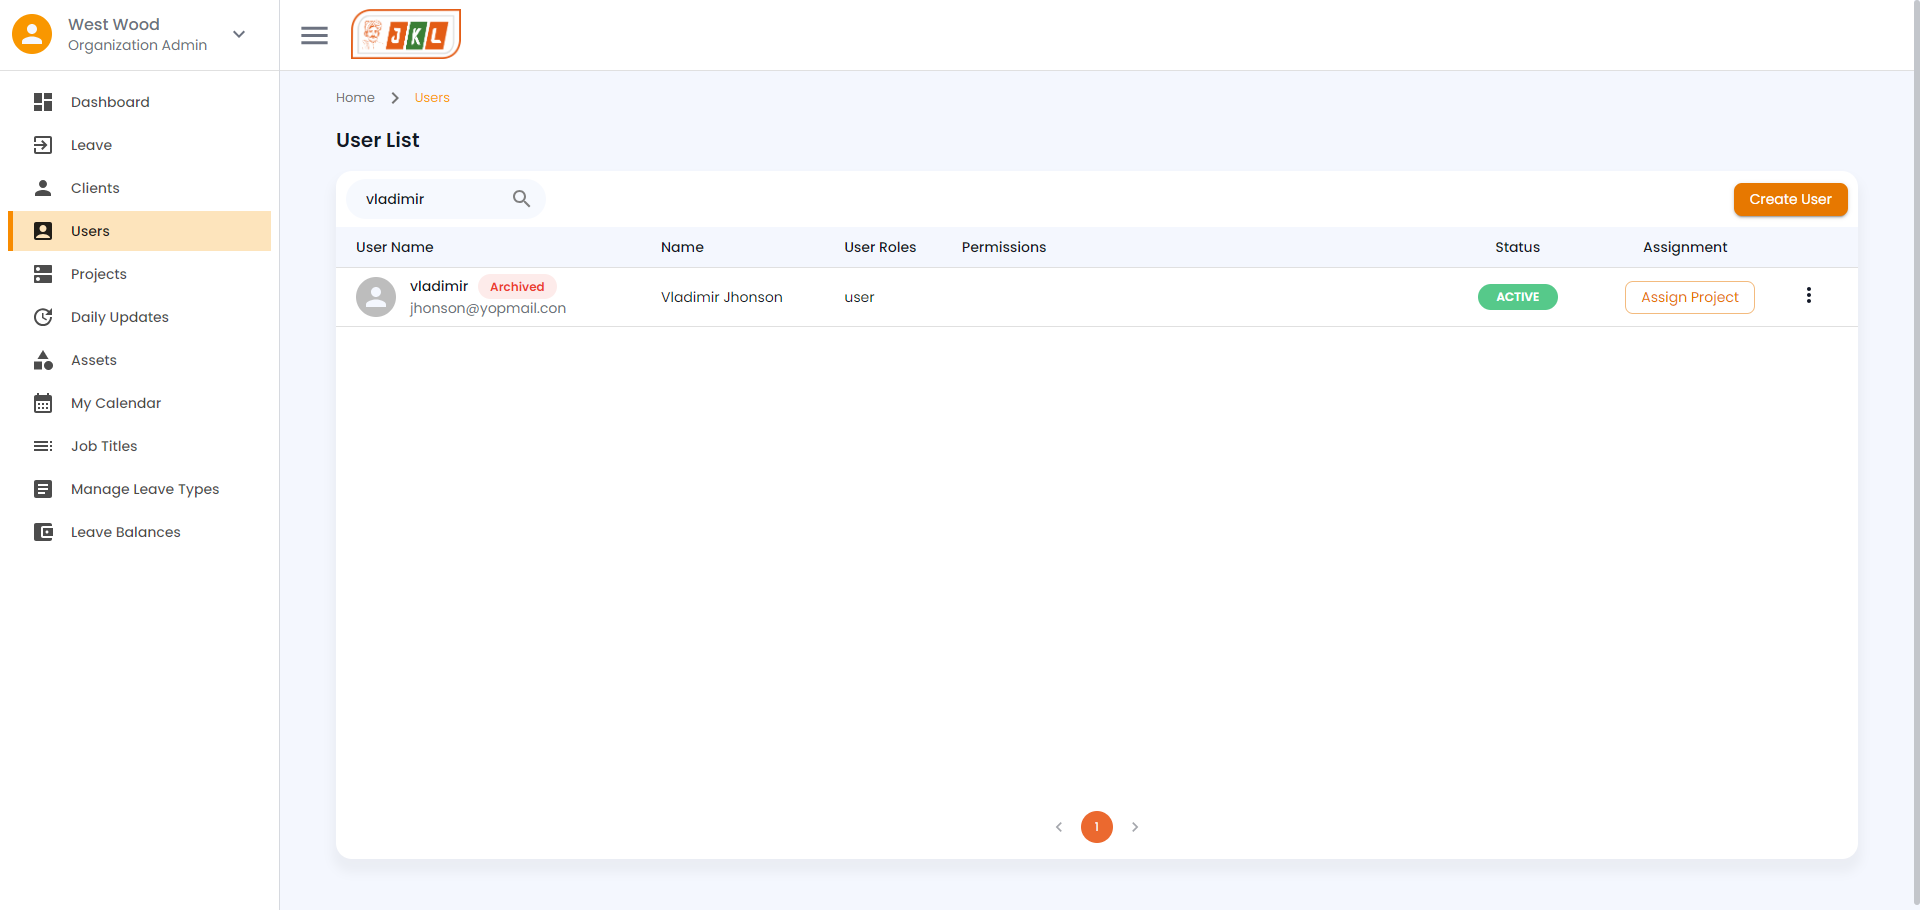 West Wood
Organization Admin
JKL
Dashboard
Leave
Clients
Users
Projects
Daily Updates
Assets
My Calendar
Job Titles
Manage Leave Types
Leave Balances
Home > Users
User List
vladimir
Create User
User Name Name User Roles Permissions Status Assignment
vladimir Archived
jhonson@yopmail.con
Vladimir Jhonson user ACTIVE Assign Project
1